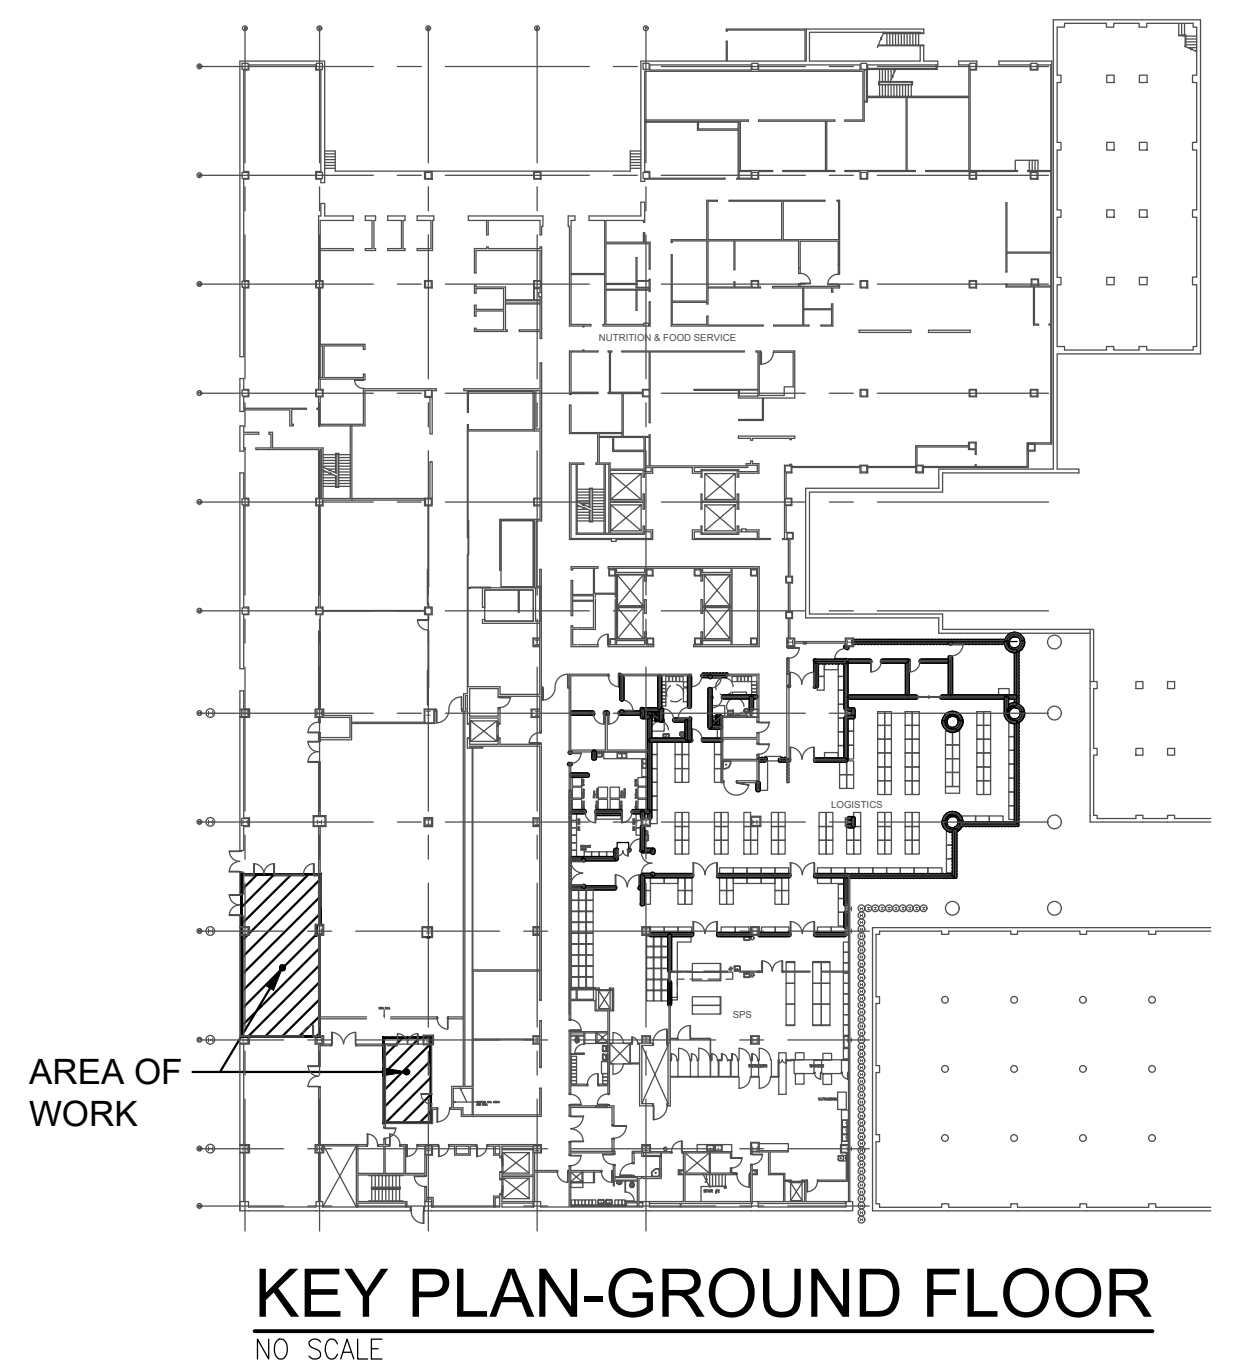 NUTRITION & FOOD SERVICE
LOGISTICS
SPS
AREA OF
WORK
KEY PLAN-GROUND FLOOR
NO SCALE